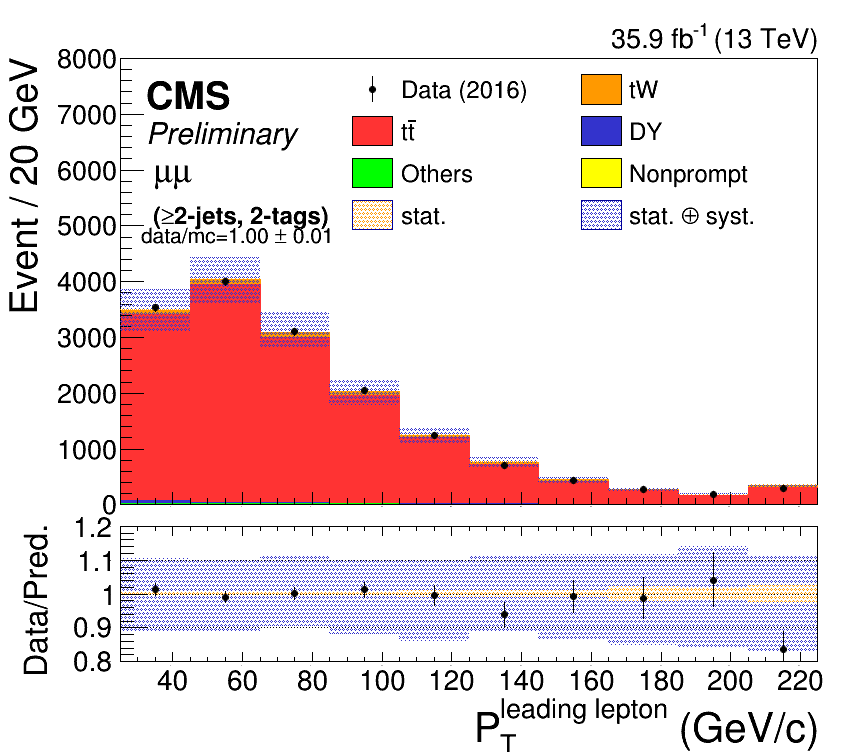 35.9 fb-1 (13 TeV)
Event / 20 GeV
8000
7000
6000
5000
4000
3000
2000
1000
0
CMS
Preliminary
μμ
(≥2-jets, 2-tags)
data/mc=1.00 ± 0.01
Data (2016)
tW
tt̄
DY
Others
Nonprompt
stat.
stat. ⊕ syst.
Data/Pred.
1.2
1.1
1
0.9
0.8
40 60 80 100 120 140 160 180 200 220
P_T^leading lepton (GeV/c)